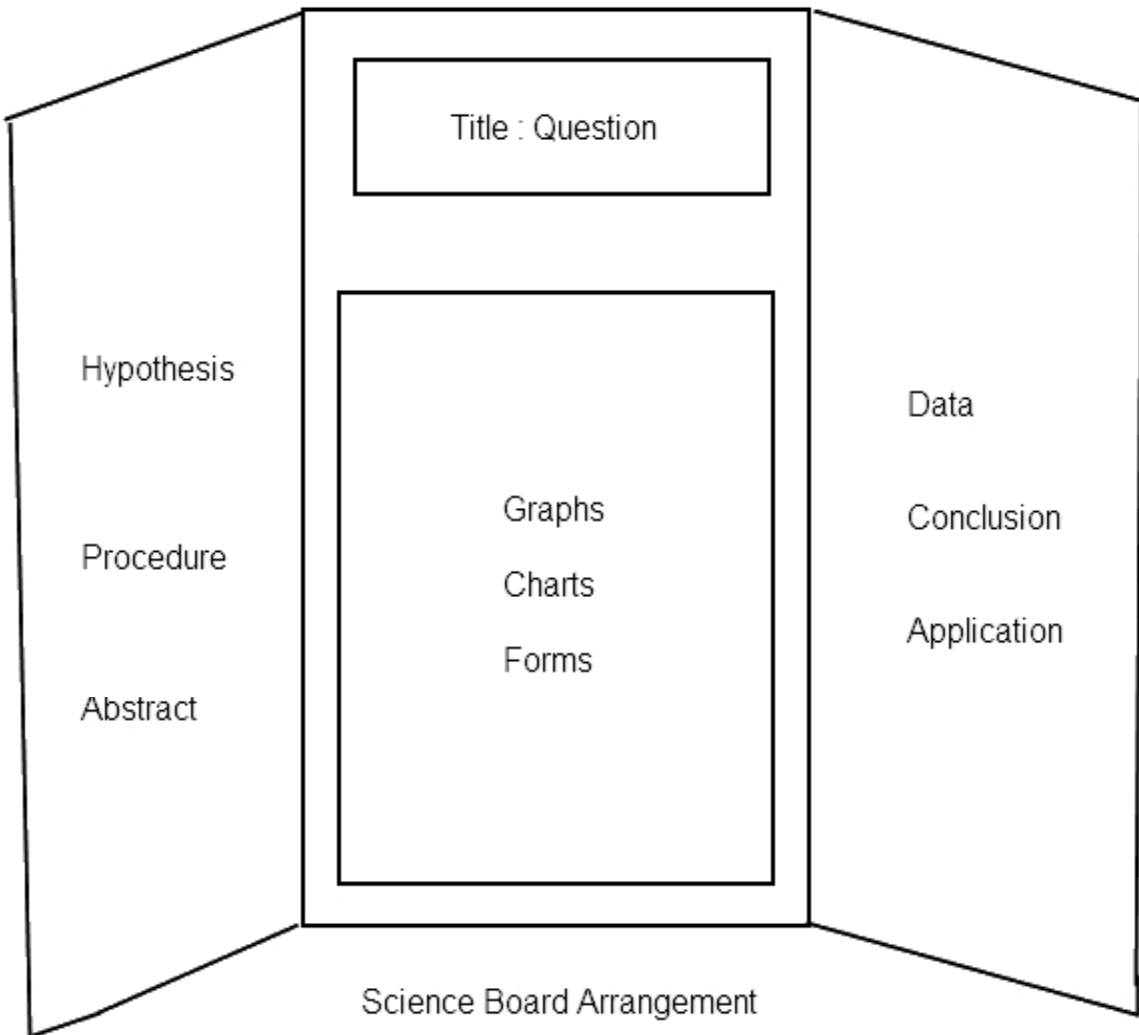 Title : Question
Hypothesis
Procedure
Abstract
Graphs
Charts
Forms
Data
Conclusion
Application
Science Board Arrangement